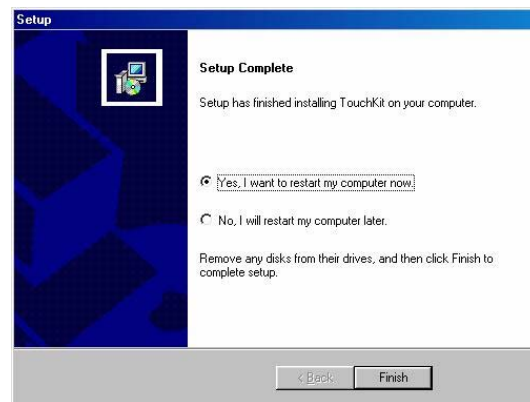 Setup
Setup Complete
Setup has finished installing TouchKit on your computer.
Yes, I want to restart my computer now.
No, I will restart my computer later.
Remove any disks from their drives, and then click Finish to
complete setup.
< Back
Finish